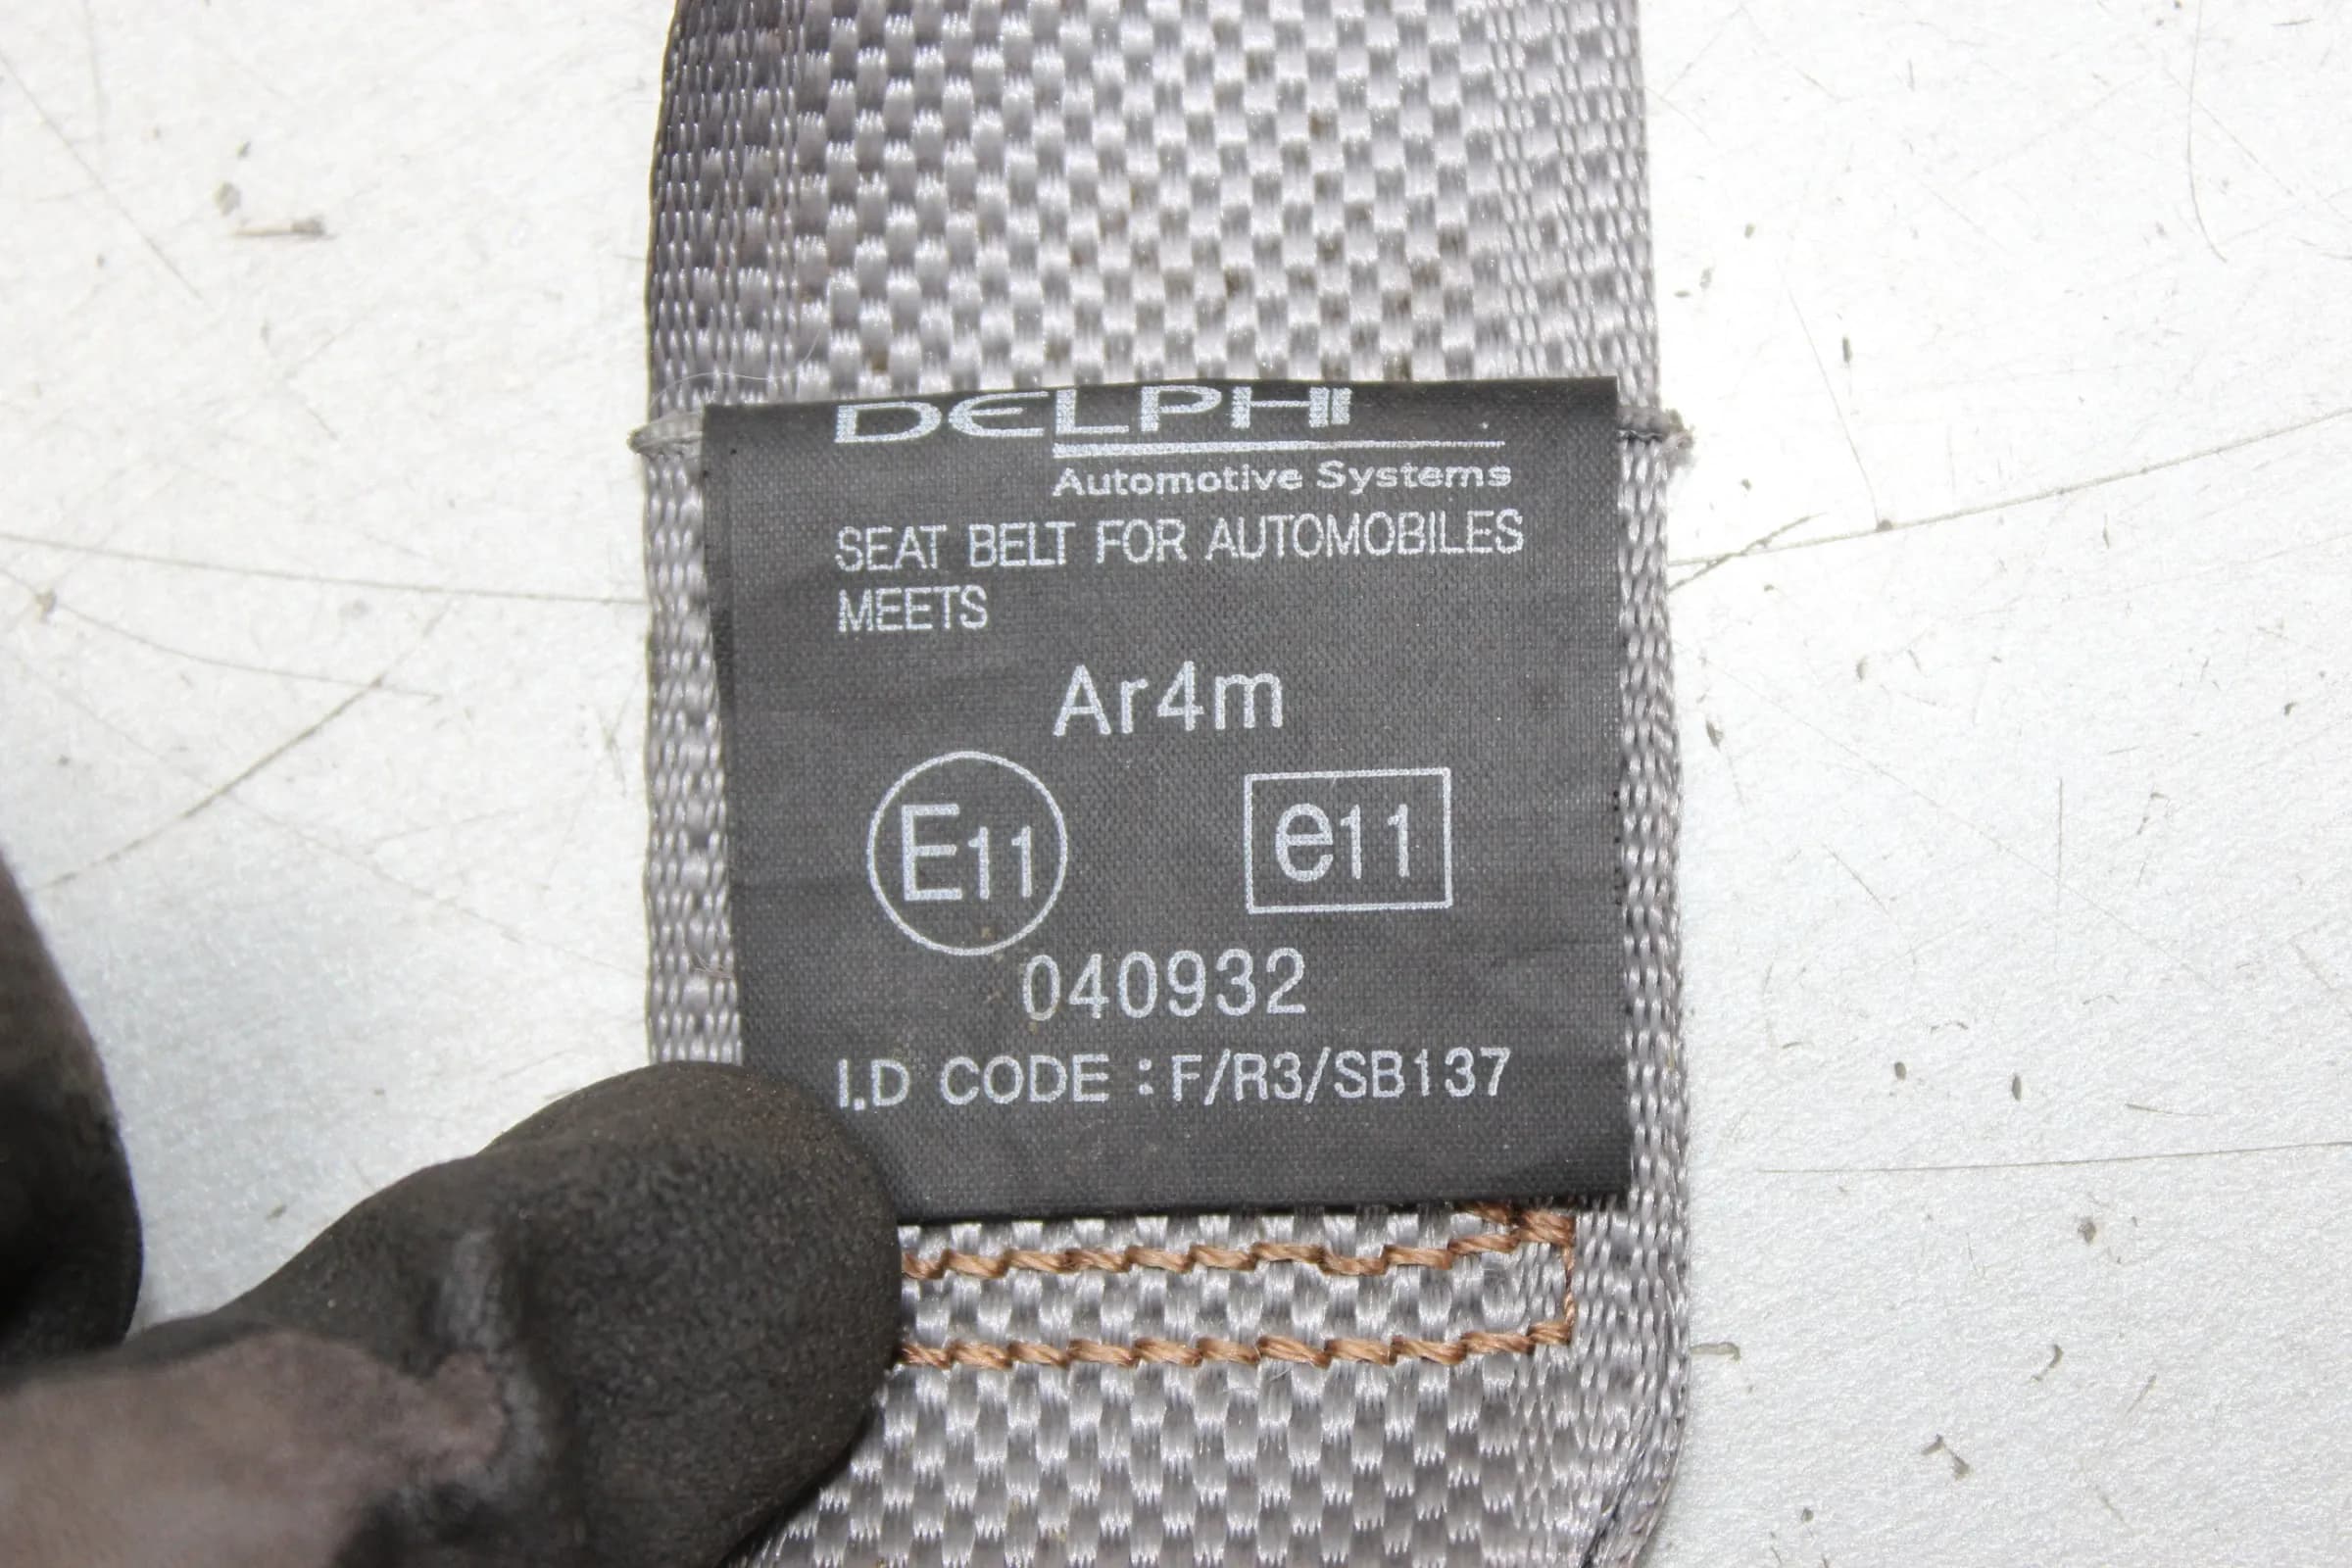 DELPHI
Automotive Systems
SEAT BELT FOR AUTOMOBILES
MEETS
Ar4m
E11 e11
040932
I.D CODE : F/R3/SB137